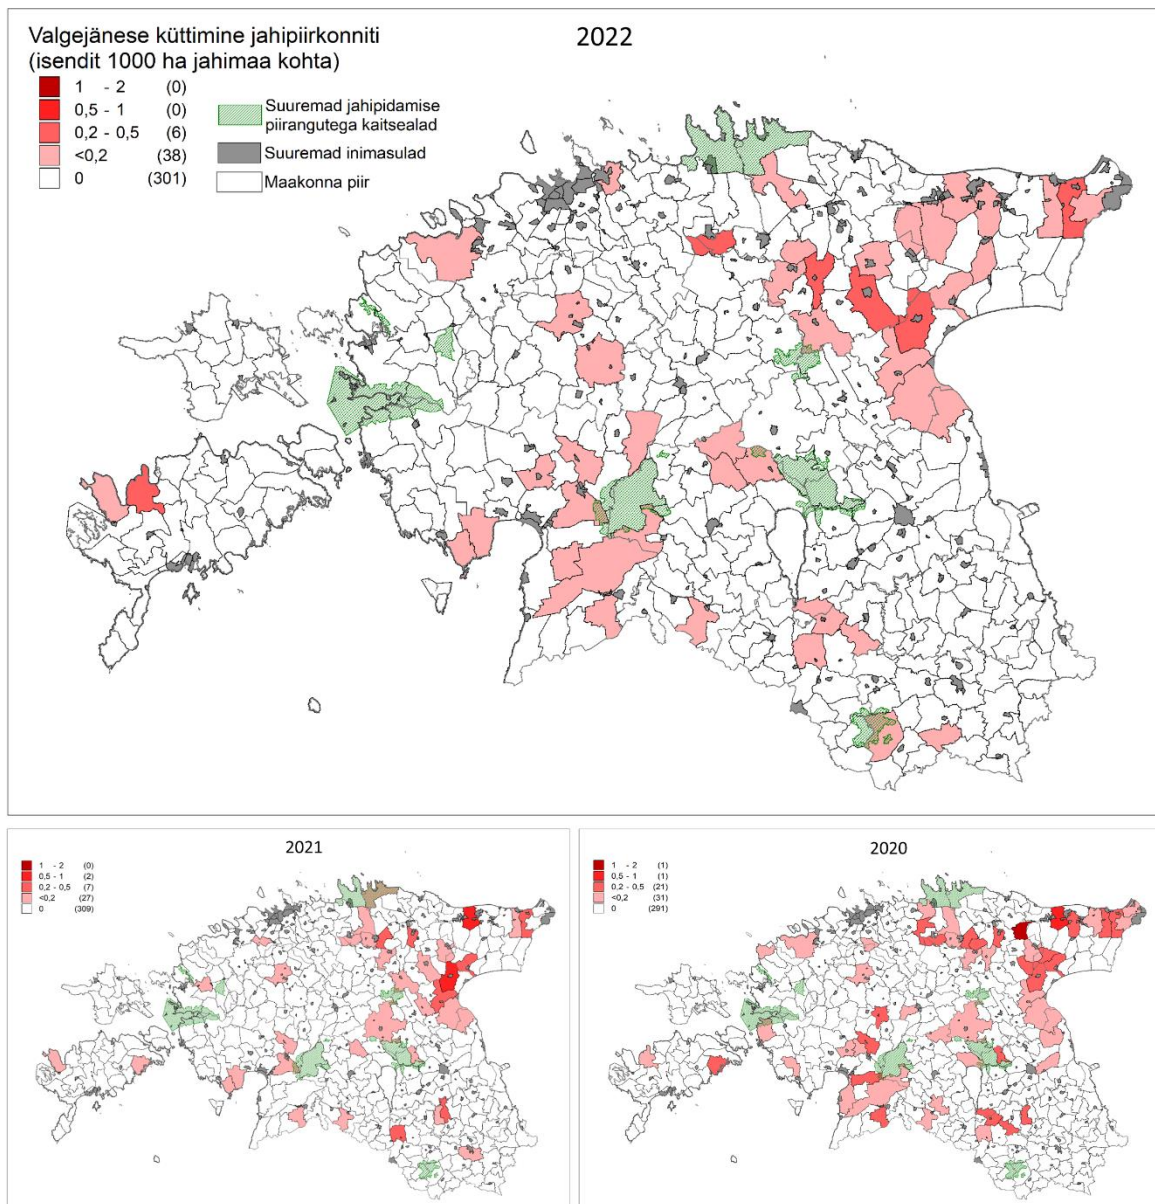 Valgejänese küttimine jahipiirkonniti
(isendit 1000 ha jahimaa kohta)
2022
1 - 2 (0)
0,5 - 1 (0)
0,2 - 0,5 (6)
<0,2 (38)
0 (301)
Suuremad jahipidamise
piirangutega kaitsealad
Suuremad inimasulad
Maakonna piir
2021
1 - 2 (0)
0,5 - 1 (2)
0,2 - 0,5 (7)
<0,2 (27)
0 (309)
2020
1 - 2 (1)
0,5 - 1 (1)
0,2 - 0,5 (21)
<0,2 (31)
0 (291)